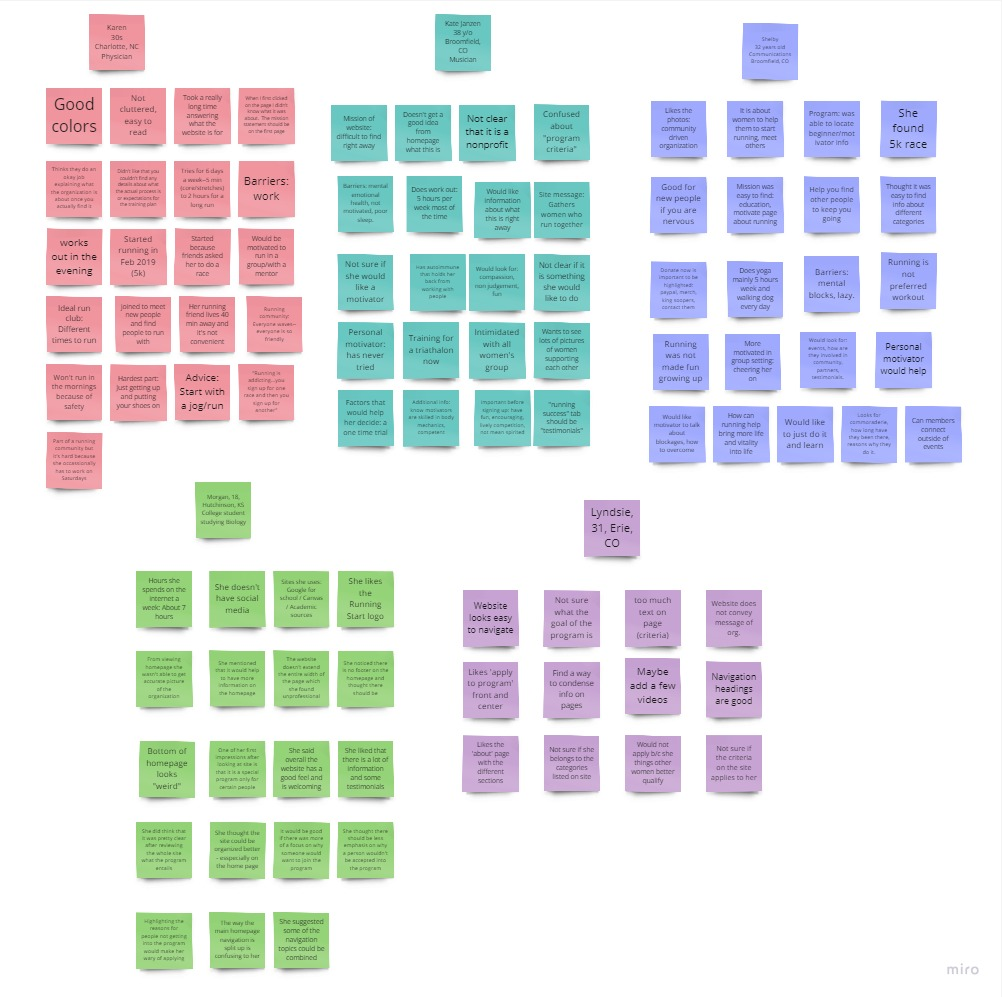 Karen
30s
Charlotte, NC
Physician
Good
colors
Not
cluttered,
easy to
read
Took a really
long time
answering
what the
website is for
When I first clicked
on the page I didn't
know what it was
about. The mission
statement should be
on the first page
Thinks they do an
okay job
explaining what
the organization is
about once you
actually find it
Didn't like that you
couldn't find any
details about what
the actual process is
or expectations for
the training plan
Tries for 6 days
a week~5 min
(core/stretches)
to 2 hours for a
long run
Barriers:
work
works
out in the
evening
Started
running in
Feb 2019
(5k)
Started
because
friends asked
her to do a
race
Would be
motivated to
run in a
group/with a
mentor
Ideal run
club:
Different
times to run
joined to meet
new people
and find
people to run
with
Her running
friend lives 40
min away and
it's not
convenient
Running
community:
Everyone waves--
everyone is so
friendly
Won't run in
the mornings
because of
safety
Hardest part:
just getting up
and putting
your shoes on
Advice:
Start with
a jog/run
"Running is
addicting...you
sign up for one
race and then you
sign up for
another"
Part of a running
community but
it's hard because she
occassionally
has to work on
Saturdays
Kate Janzen
38 y/o
Broomfield,
CO
Musician
Mission of
website:
difficult to find
right away
Doesn't get a
good idea
from
homepage
what this is
Not clear
that it is a
nonprofit
Confused
about
"program
criteria"
Barriers: mental
emotional
health, not
motivated, poor
sleep.
Does work out:
5 hours per
week most of
the time
Would like
information
about what
this is right
away
Site message:
Gathers
women who
run together
Not sure if
she would
like a
motivator
Has autoimmune
that holds her
back from
working with
people
Would look for:
compassion,
non judgement,
fun
Not clear if it
is something
she would
like to do
Personal
motivator:
has never
tried
Training for
a triathalon
now
Intimidated
with all
women's
group
Wants to see
lots of pictures
of women
supporting
each other
Factors that
would help
her decide: a
one time trial
Additional info:
know motivators
are skilled in body
mechanics,
competent
Important before
signing up: have
fun, encouraging,
lively competition,
not mean spirited
"running
success" tab
should be
"testimonials"
Shelby
32 years old
Communications
Broomfield, CO
Likes the
photos:
community
driven
organization
It is about
women to help
them to start
running, meet
others
Program: was
able to locate
beginner/mot
ivator info
She
found
5k race
Good for
new people
if you are
nervous
Mission was
easy to find:
education,
motivate page
about running
Help you find
other people
to keep you
going
Thought it was
easy to find
info about
different
categories
Donate now is
important to be
highlighted:
paypal, merch,
king soopers,
contact them
Does yoga
mainly 5 hours
week and
walking dog
every day
Barriers:
mental
blocks, lazy.
Running is
not
preferred
workout
Running
was not
made fun
growing up
More
motivated in
group setting:
cheering her
on
Would look for:
events, how are
they involved in
community,
partners,
testimonials.
Personal
motivator
would help
Would like
motivator to talk
about
blockages, how
to overcome
How can
running help
bring more life
and vitality
into life
Would like
to just do it
and learn
Looks for
commoraderie,
how long have
they been there,
reasons why they
do it.
Can members
connect
outside of
events
Morgan, 18,
Hutchinson, KS
College student
studying Biology
Hours she
spends on the
internet a
week: About 7
hours
She doesn't
have social
media
Sites she uses:
Google for
school / Canvas
/ Academic
sources
She likes
the
Running
Start logo
From viewing
homepage she
wasn't able to get
accurate picture
of the
organization
She mentioned
that it would help
to have more
information on
the homepage
The website
doesn't extend
the entire width of
the page which
she found
unprofessional
She noticed there
is no footer on
the homepage and
thought there
should be
Bottom of
homepage
looks
"weird"
One of her first
impressions after
looking at site is
that it is a special
program only for
certain people
She said
overall the
website has a
good feel and
is welcoming
She liked that
there is a lot of
information
and some
testimonials
She did think that
it was pretty clear
after reviewing
the whole site
what the program
entails
She thought the
site could be
organized better
- esapecially on
the home page
It would be good
if there was more
of a focus on why
someone would
want to join the
program
She thought there
should be less
emphasis on why
a person wouldn't
be accepted into
the program
Highlighting the
reasons for
people not getting
into the program
would make her
wary of applying
The way the
main homepage
navigation is
split up is
confusing to her
She suggested
some of the
navigation
topics could be
combined
Lyndsie,
31, Erie,
CO
Website
looks easy
to navigate
Not sure
what the
goal of the
program is
too much
text on
page
(criteria)
Website does
not convey
message of
org.
Likes 'apply
to program'
front and
center
Find a way
to condense
info on
pages
Maybe
add a few
videos
Navigation
headings
are good
Likes the
'about' page
with the
different
sections
Not sure if she
belongs to the
categories
listed on site
Would not
apply b/c she
things other
women better
qualify
Not sure if
the criteria
on the site
applies to her
miro